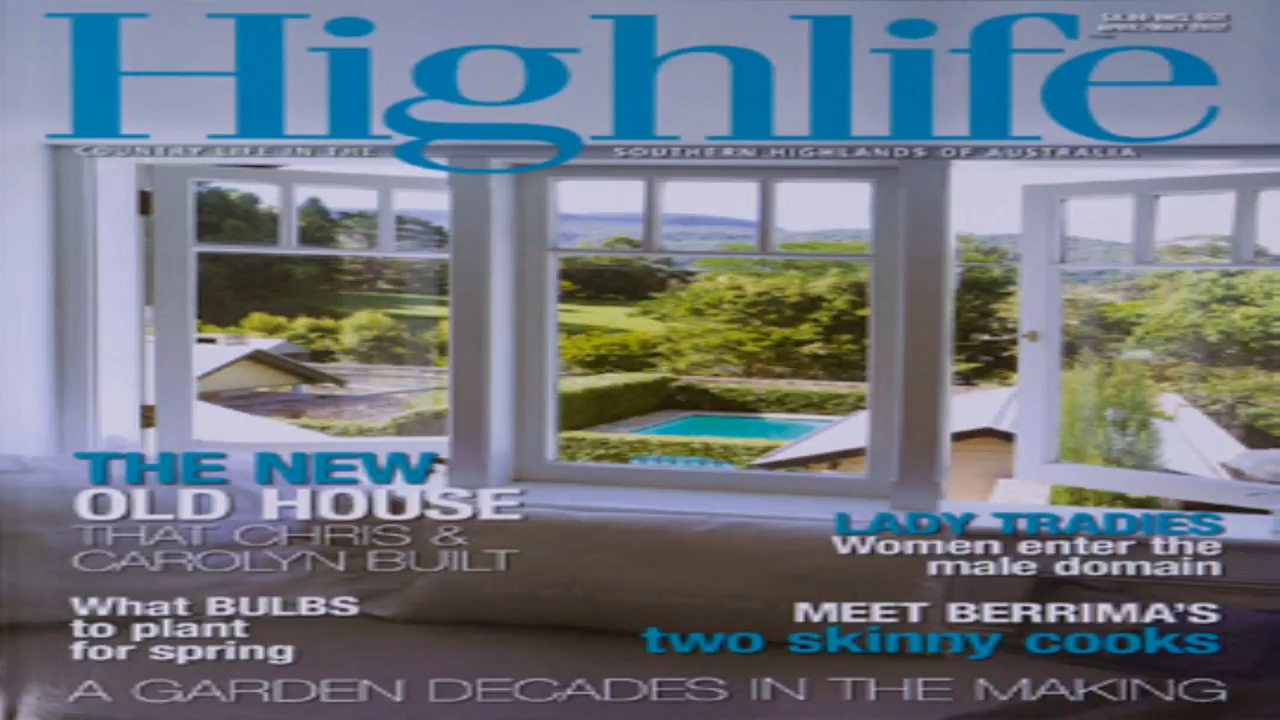 Highlife
COUNTRY LIFE IN THE SOUTHERN HIGHLANDS OF AUSTRALIA
THE NEW
OLD HOUSE
THAT CHRIS &
CAROLYN BUILT
What BULBS
to plant
for spring
LADY TRADIES
Women enter the
male domain
MEET BERRIMA'S
two skinny cooks
A GARDEN DECADES IN THE MAKING